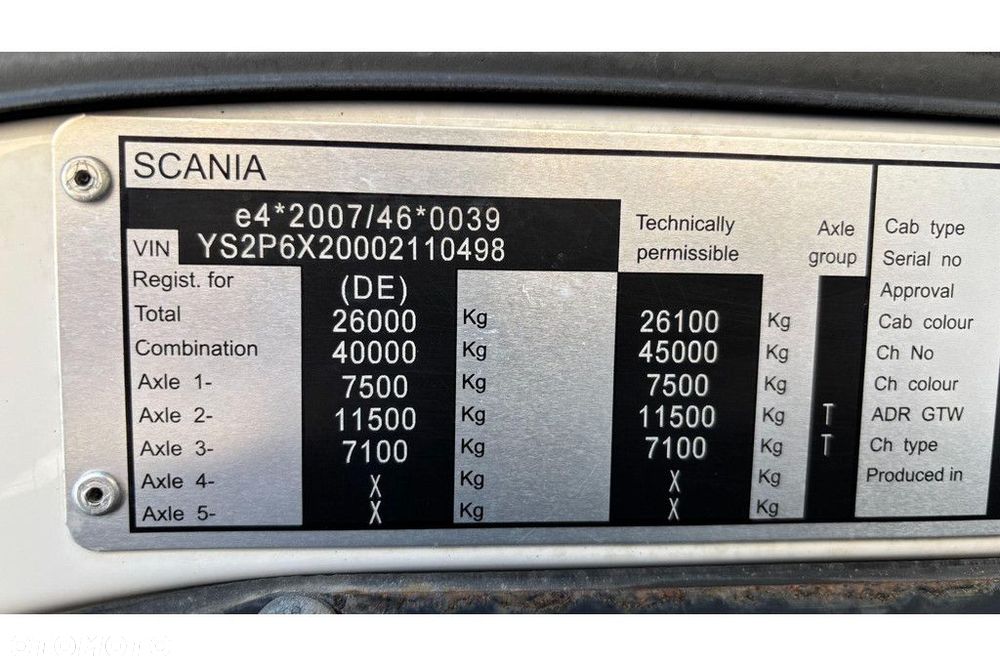 SCANIA
e4*2007/46*0039
VIN YS2P6X20002110498
Technically permissible
Axle group
Regist. for (DE)
Total 26000 Kg 26100 Kg
Combination 40000 Kg 45000 Kg
Axle 1- 7500 Kg 7500 Kg
Axle 2- 11500 Kg 11500 Kg T
Axle 3- 7100 Kg 7100 Kg T
Axle 4- X Kg X Kg
Axle 5- X Kg X Kg
Cab type
Serial no
Approval
Cab colour
Ch No
Ch colour
ADR GTW
Ch type
Produced in
OTOMOTO